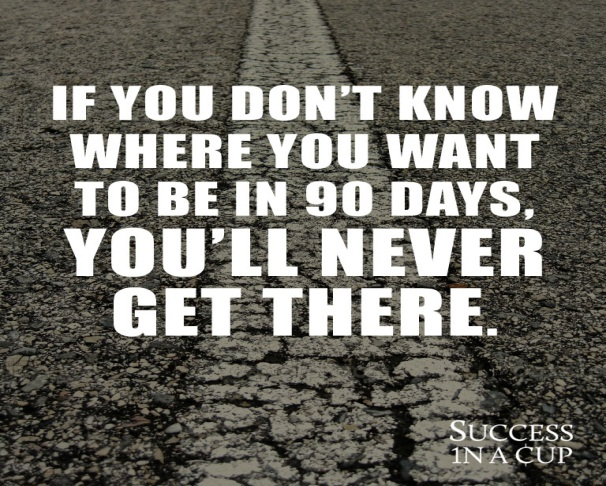 IF YOU DON'T KNOW
WHERE YOU WANT
TO BE IN 90 DAYS,
YOU'LL NEVER
GET THERE.
SUCCESS
IN A CUP